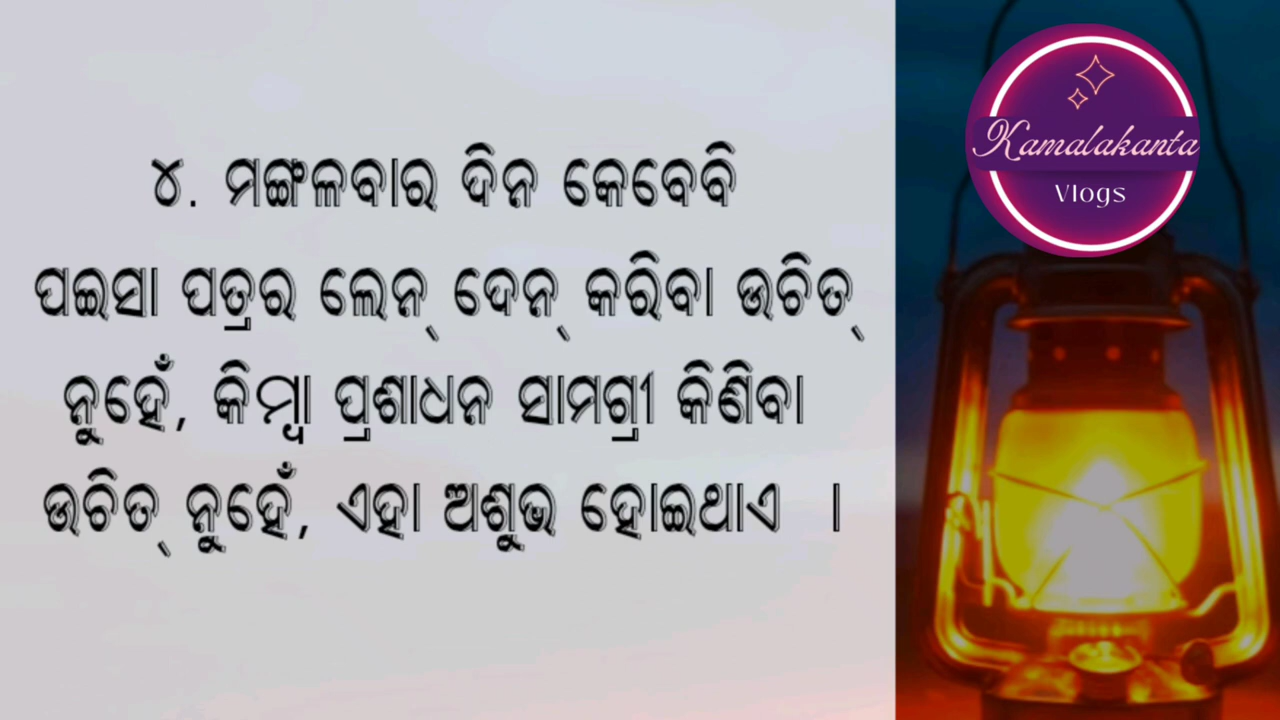 ୪. ମଙ୍ଗଳବାର ଦିନ କେବେବି
ପଇସା ପତ୍ରର ଲେନ୍ ଦେନ୍ କରିବା ଉଚିତ୍
ନୁହେଁ, କିମ୍ବା ପ୍ରଶାଧନ ସାମଗ୍ରୀ କିଣିବା
ଉଚିତ୍ ନୁହେଁ, ଏହା ଅଶୁଭ ହୋଇଥାଏ ।
Kamalakanta
Vlogs